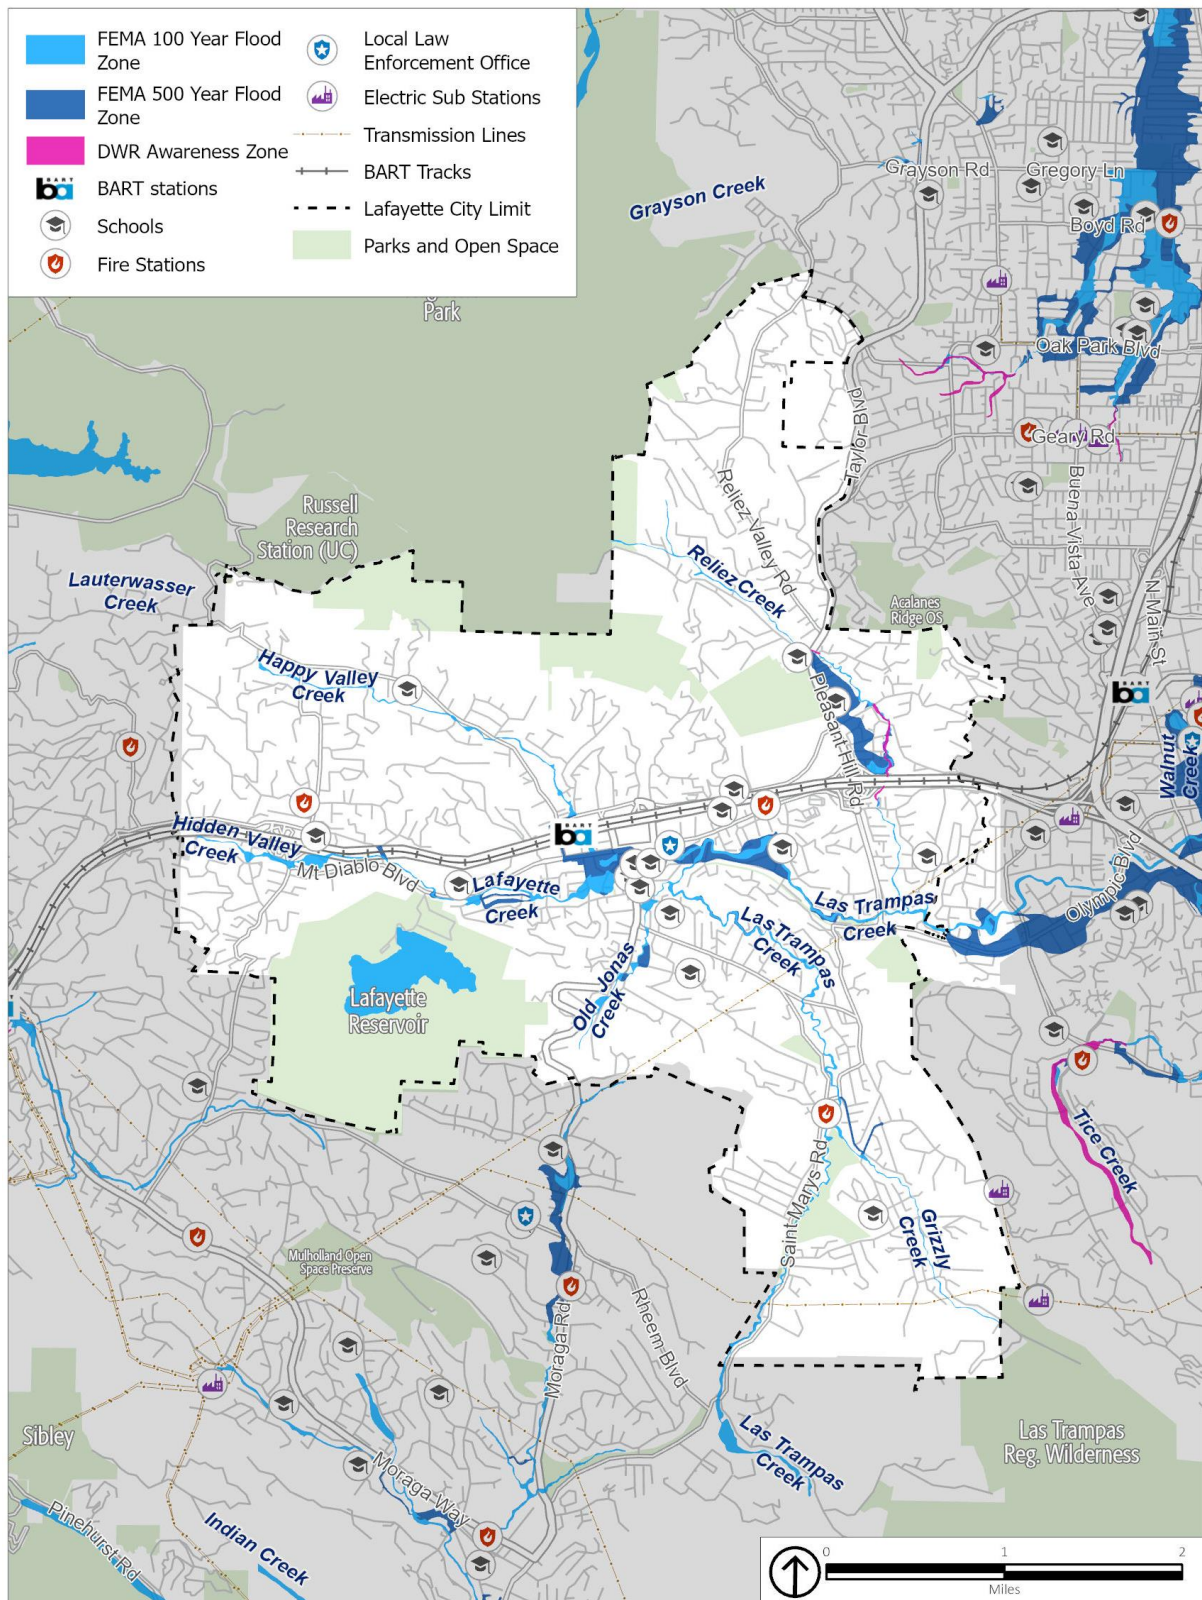 FEMA 100 Year Flood
Zone
FEMA 500 Year Flood
Zone
DWR Awareness Zone
BART
ba
BART stations
Schools
Fire Stations
Local Law
Enforcement Office
Electric Sub Stations
Transmission Lines
BART Tracks
Lafayette City Limit
Parks and Open Space
Park
Grayson Creek
Grayson Rd
Gregory Ln
Boyd Rd
Oak Park Blvd
Geary Rd
Taylor Blvd
Buena Vista Ave
N Main St
Russell
Research
Station (UC)
Reliez Valley Rd
Reliez Creek
Lauterwasser
Creek
Acalanes
Ridge OS
Happy Valley
Creek
Pleasant Hill Rd
BART
ba
Walnut
Creek
BART
ba
Hidden Valley
Creek
Mt Diablo Blvd
Lafayette
Creek
Olympic Blvd
Las Trampas
Creek
Las Trampas
Creek
Old Jonas
Creek
Lafayette
Reservoir
Tice Creek
Saint Marys Rd
Grizzly
Creek
Mulholland Open
Space Preserve
Rheem Blvd
Moraga Rd
Sibley
Las Trampas
Creek
Las Trampas
Reg. Wilderness
Moraga Way
Pinehurst Rd
Indian Creek
0
1
2
Miles